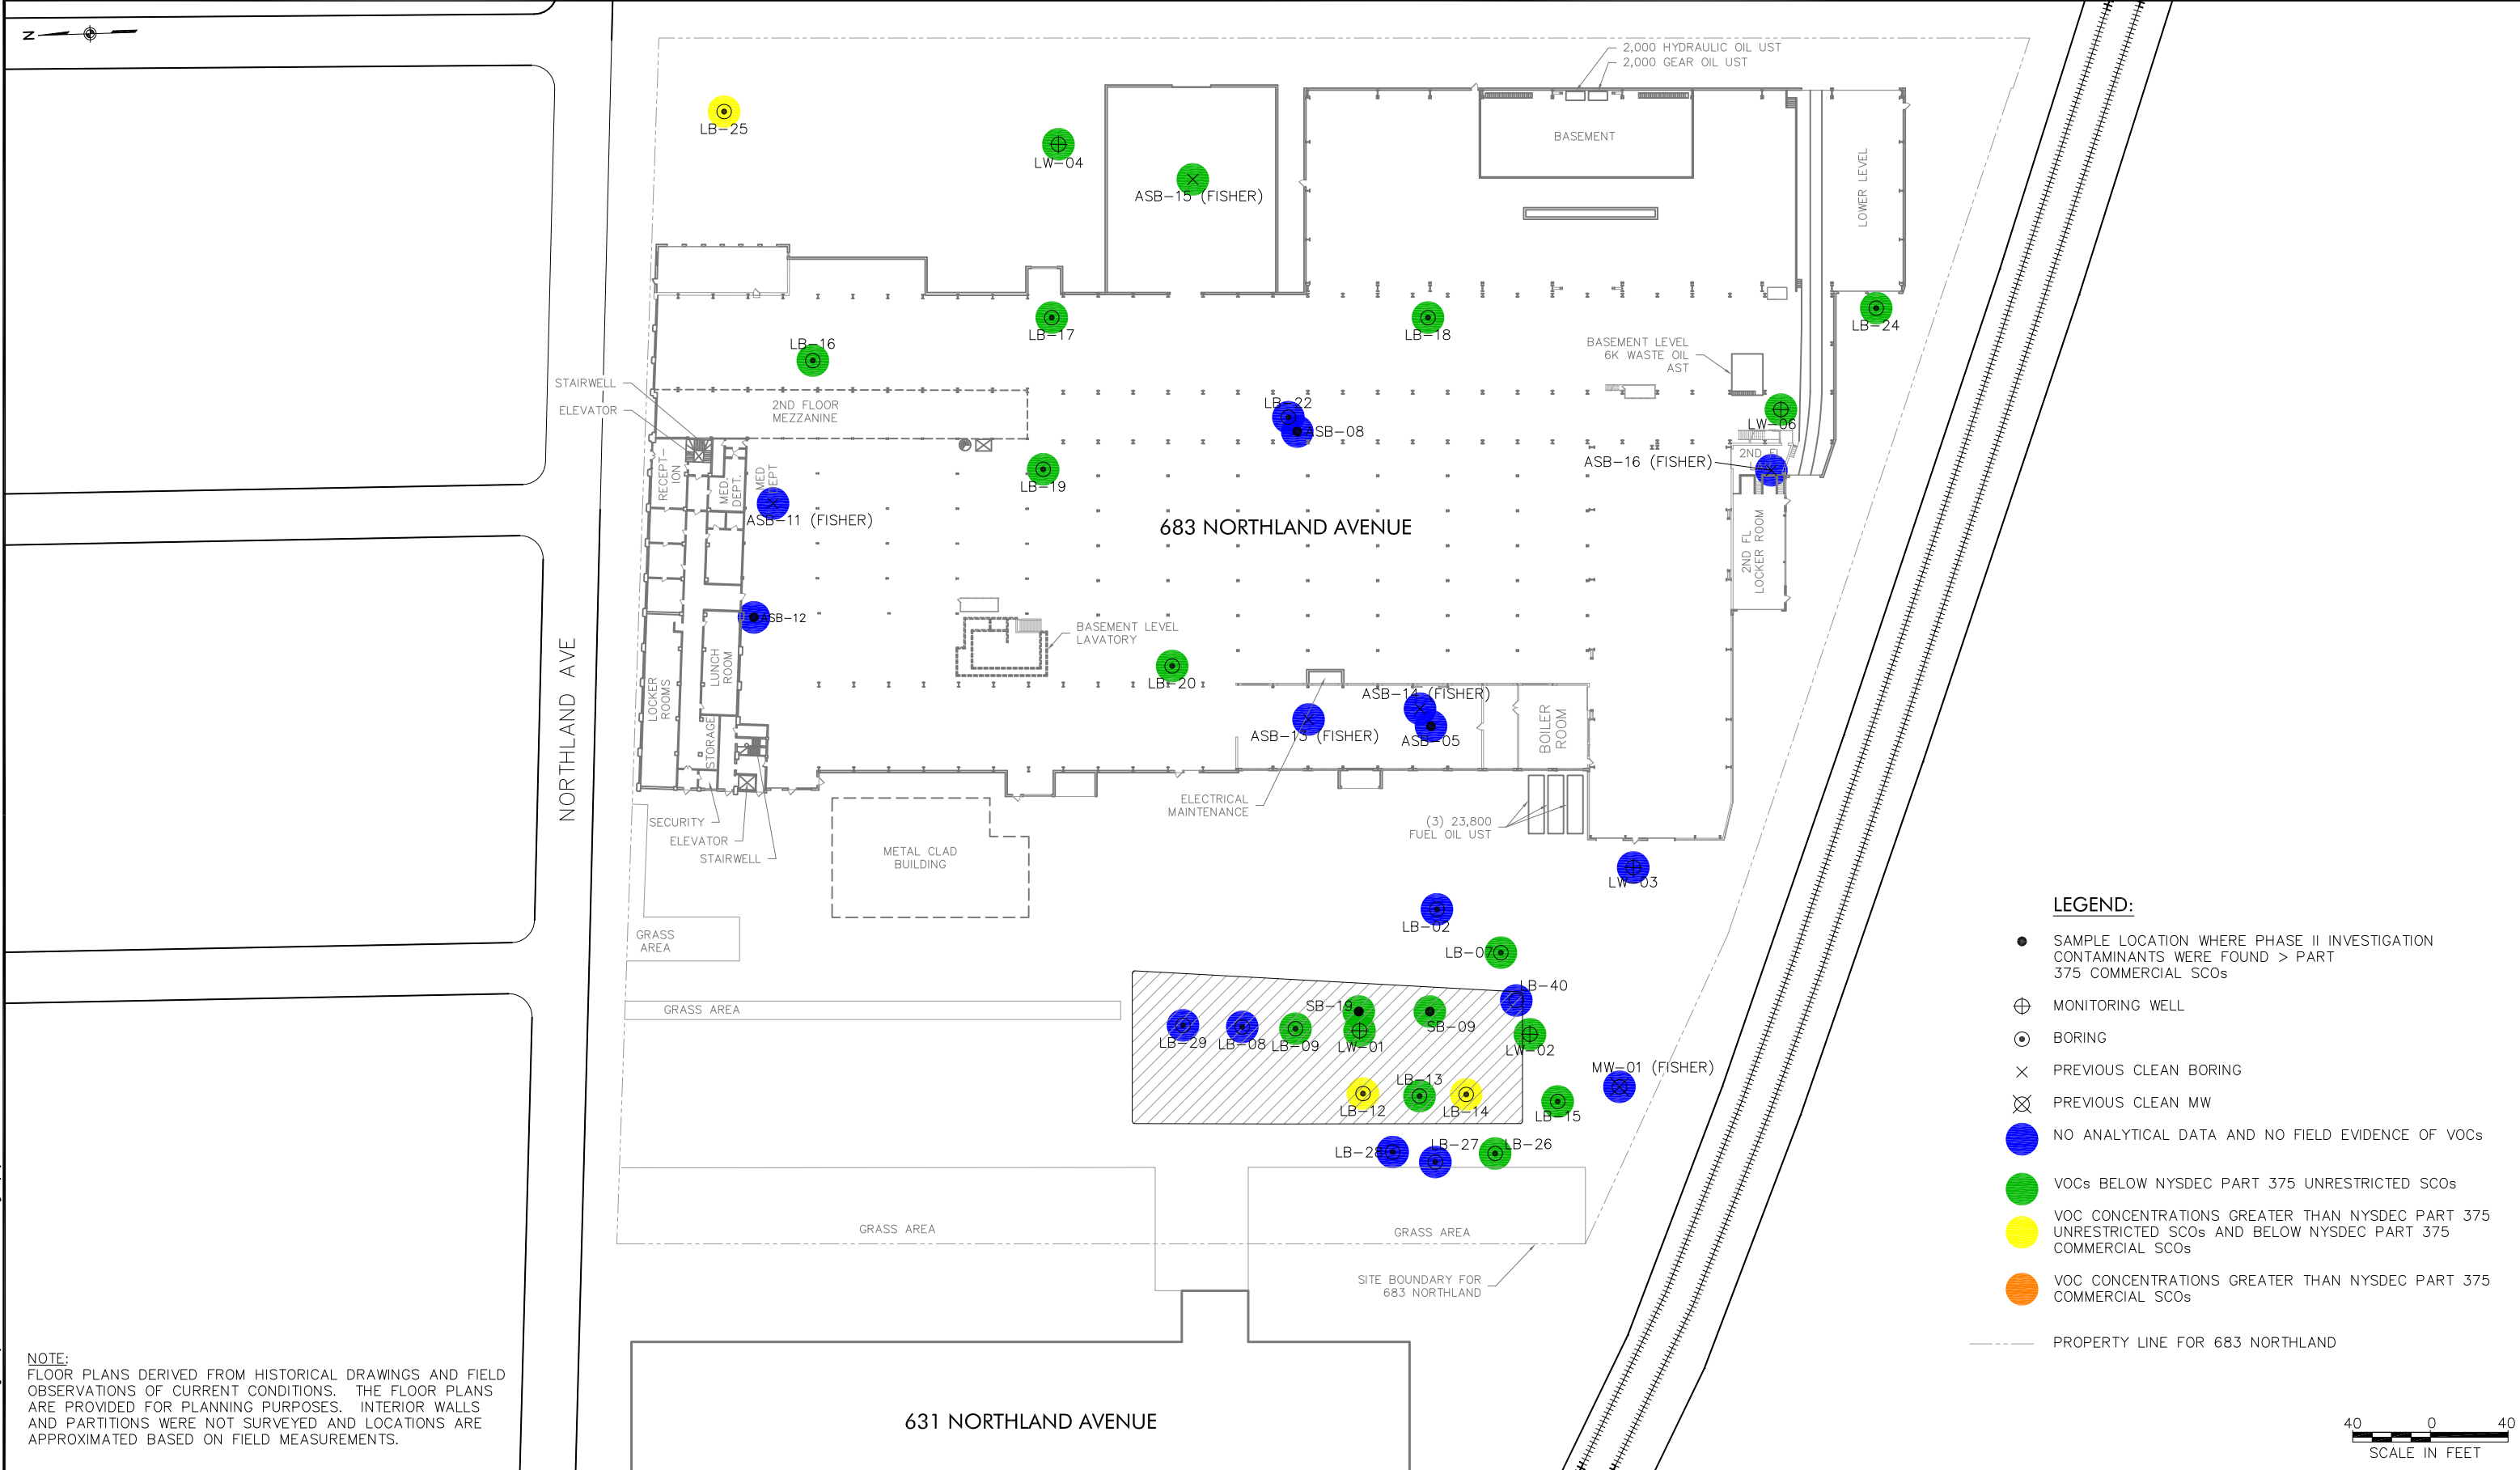 N
2,000 HYDRAULIC OIL UST
2,000 GEAR OIL UST
LB-25
LW-04
BASEMENT
ASB-15 (FISHER)
LOWER LEVEL
LB-16
LB-17
LB-18
LB-24
BASEMENT LEVEL
6K WASTE OIL
AST
STAIRWELL
ELEVATOR
2ND FLOOR
MEZZANINE
LB-22
ASB-08
LW-06
RECEPT-
ION
MED.
DEPT.
MED
DEPT
LB-19
ASB-16 (FISHER)
2ND FL
ASB-11 (FISHER)
683 NORTHLAND AVENUE
2ND FL
LOCKER ROOM
ASB-12
BASEMENT LEVEL
LAVATORY
NORTHLAND AVE
LOCKER
ROOMS
LUNCH
ROOM
STORAGE
LB-20
ASB-14 (FISHER)
ASB-13 (FISHER)
ASB-05
BOILER
ROOM
ELECTRICAL
MAINTENANCE
SECURITY
ELEVATOR
STAIRWELL
METAL CLAD
BUILDING
(3) 23,800
FUEL OIL UST
LW-03
LB-02
GRASS
AREA
LB-07
LB-40
GRASS AREA
SB-19
SB-09
LB-29
LB-08
LB-09
LW-01
LW-02
MW-01 (FISHER)
LB-12
LB-13
LB-14
LB-15
LB-28
LB-27
LB-26
GRASS AREA
GRASS AREA
SITE BOUNDARY FOR
683 NORTHLAND
631 NORTHLAND AVENUE
LEGEND:
SAMPLE LOCATION WHERE PHASE II INVESTIGATION
CONTAMINANTS WERE FOUND > PART
375 COMMERCIAL SCOs
MONITORING WELL
BORING
PREVIOUS CLEAN BORING
PREVIOUS CLEAN MW
NO ANALYTICAL DATA AND NO FIELD EVIDENCE OF VOCs
VOCs BELOW NYSDEC PART 375 UNRESTRICTED SCOs
VOC CONCENTRATIONS GREATER THAN NYSDEC PART 375
UNRESTRICTED SCOs AND BELOW NYSDEC PART 375
COMMERCIAL SCOs
VOC CONCENTRATIONS GREATER THAN NYSDEC PART 375
COMMERCIAL SCOs
PROPERTY LINE FOR 683 NORTHLAND
NOTE:
FLOOR PLANS DERIVED FROM HISTORICAL DRAWINGS AND FIELD
OBSERVATIONS OF CURRENT CONDITIONS. THE FLOOR PLANS
ARE PROVIDED FOR PLANNING PURPOSES. INTERIOR WALLS
AND PARTITIONS WERE NOT SURVEYED AND LOCATIONS ARE
APPROXIMATED BASED ON FIELD MEASUREMENTS.
40 0 40
SCALE IN FEET